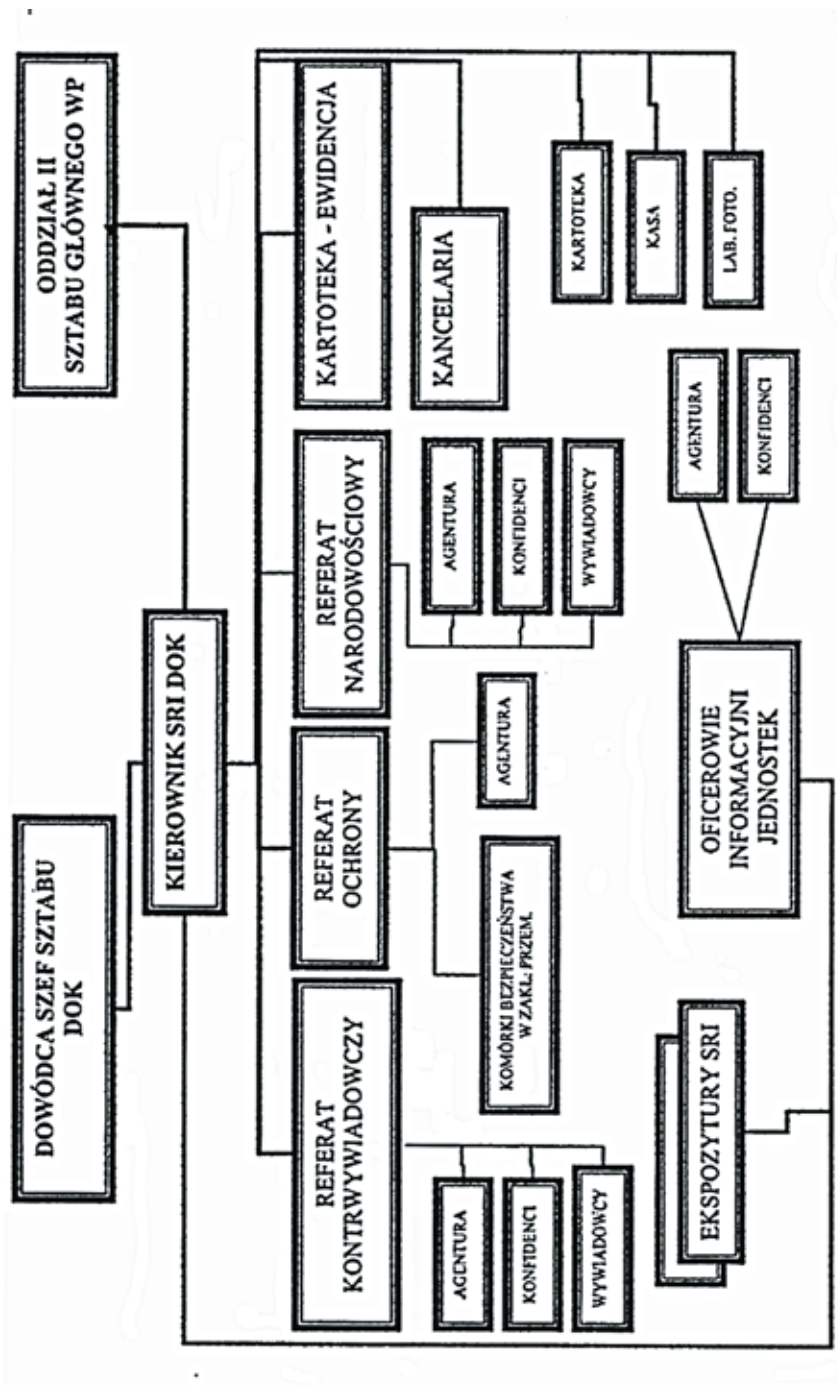 DOWÓDCA SZEF SZTABU
DOK
ODDZIAŁ II
SZTABU GŁÓWNEGO WP
KIEROWNIK SRI DOK
REFERAT
KONTRWYWIADOWCZY
REFERAT
OCHRONY
REFERAT
NARODOWOŚCIOWY
KARTOTEKA - EWIDENCJA
AGENTURA
KONFIDENCI
WYWIADOWCY
KOMÓRKI BEZPIECZEŃSTWA
W ZAKŁ: PRZEM.
AGENTURA
AGENTURA
KONFIDENCI
WYWIADOWCY
KANCELARIA
KARTOTEKA
KASA
LAB. FOTO.
EKSPOZYTURY SRI
OFICEROWIE
INFORMACYJNI
JEDNOSTEK
AGENTURA
KONFIDENCI